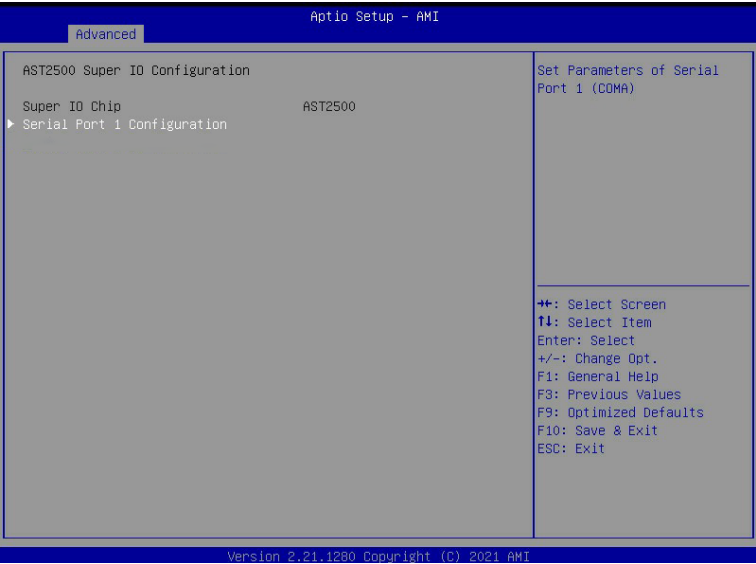 Aptio Setup – AMI
Advanced
AST2500 Super IO Configuration
Super IO Chip AST2500
▶ Serial Port 1 Configuration
Set Parameters of Serial
Port 1 (COMA)
→←: Select Screen
↑↓: Select Item
Enter: Select
+/-: Change Opt.
F1: General Help
F3: Previous Values
F9: Optimized Defaults
F10: Save & Exit
ESC: Exit
Version 2.21.1280 Copyright (C) 2021 AMI